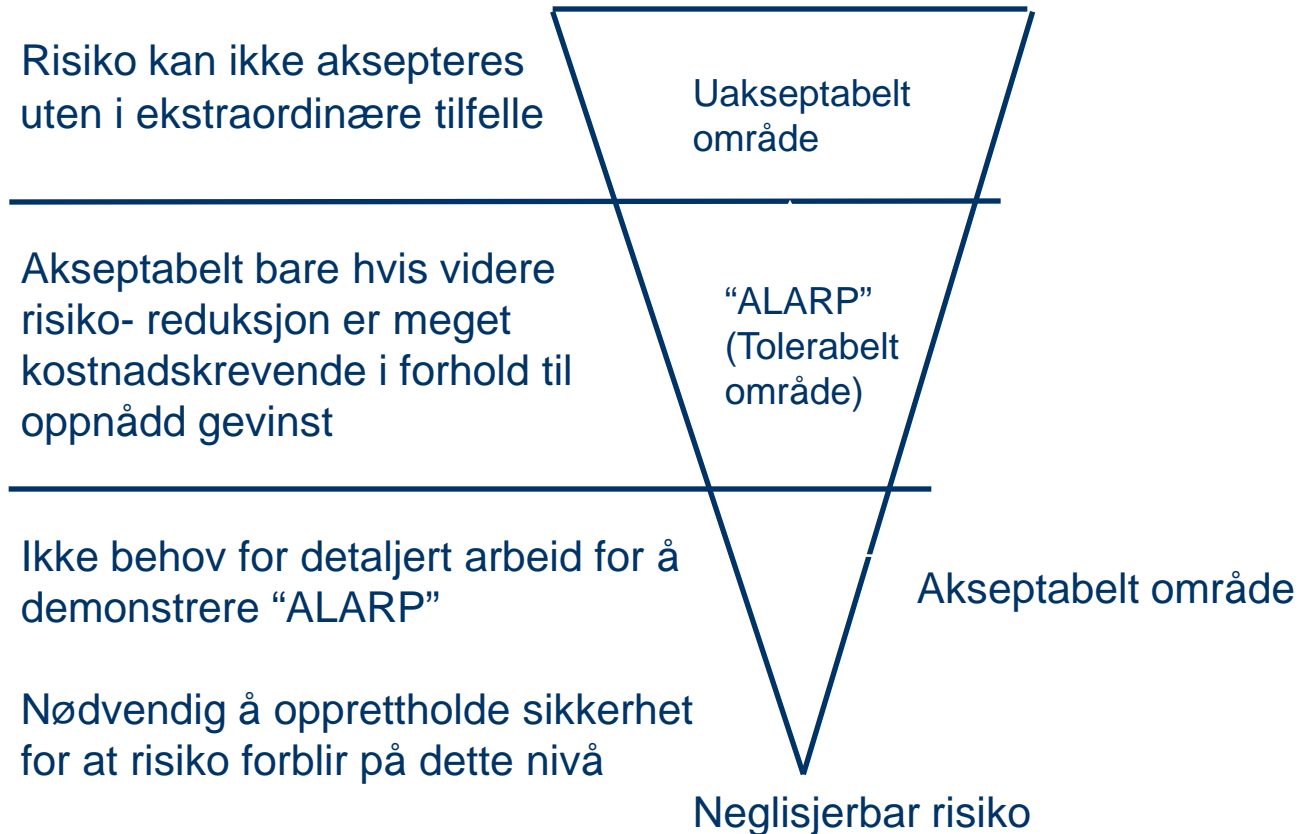 Risiko kan ikke aksepteres
uten i ekstraordinære tilfelle
Uakseptabelt
område
Akseptabelt bare hvis videre
risiko- reduksjon er meget
kostnadskrevende i forhold til
oppnådd gevinst
“ALARP”
(Tolerabelt
område)
Ikke behov for detaljert arbeid for å
demonstrere “ALARP”
Akseptabelt område
Nødvendig å opprettholde sikkerhet
for at risiko forblir på dette nivå
Neglisjerbar risiko